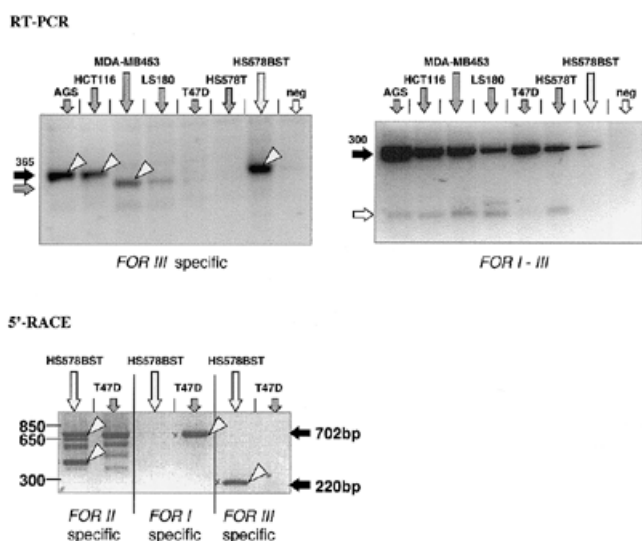 RT-PCR
MDA-MB453 HS578BST
HCT116 LS180 HS578T
AGS T47D neg
365
FOR III specific
MDA-MB453 HS578BST
HCT116 LS180 HS578T
AGS T47D neg
300
FOR I - III
5'-RACE
HS578BST HS578BST HS578BST
T47D T47D T47D
850
650
300
702bp
220bp
FOR II specific
FOR I specific
FOR III specific